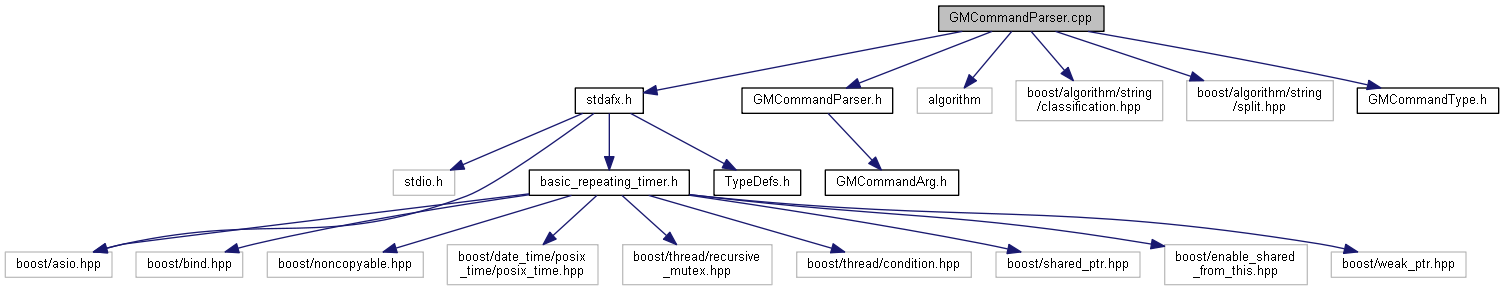 GMCommandParser.cpp
stdafx.h
GMCommandParser.h
algorithm
boost/algorithm/string
/classification.hpp
boost/algorithm/string
/split.hpp
GMCommandType.h
stdio.h
basic_repeating_timer.h
TypeDefs.h
GMCommandArg.h
boost/asio.hpp
boost/bind.hpp
boost/noncopyable.hpp
boost/date_time/posix
_time/posix_time.hpp
boost/thread/recursive
_mutex.hpp
boost/thread/condition.hpp
boost/shared_ptr.hpp
boost/enable_shared
_from_this.hpp
boost/weak_ptr.hpp